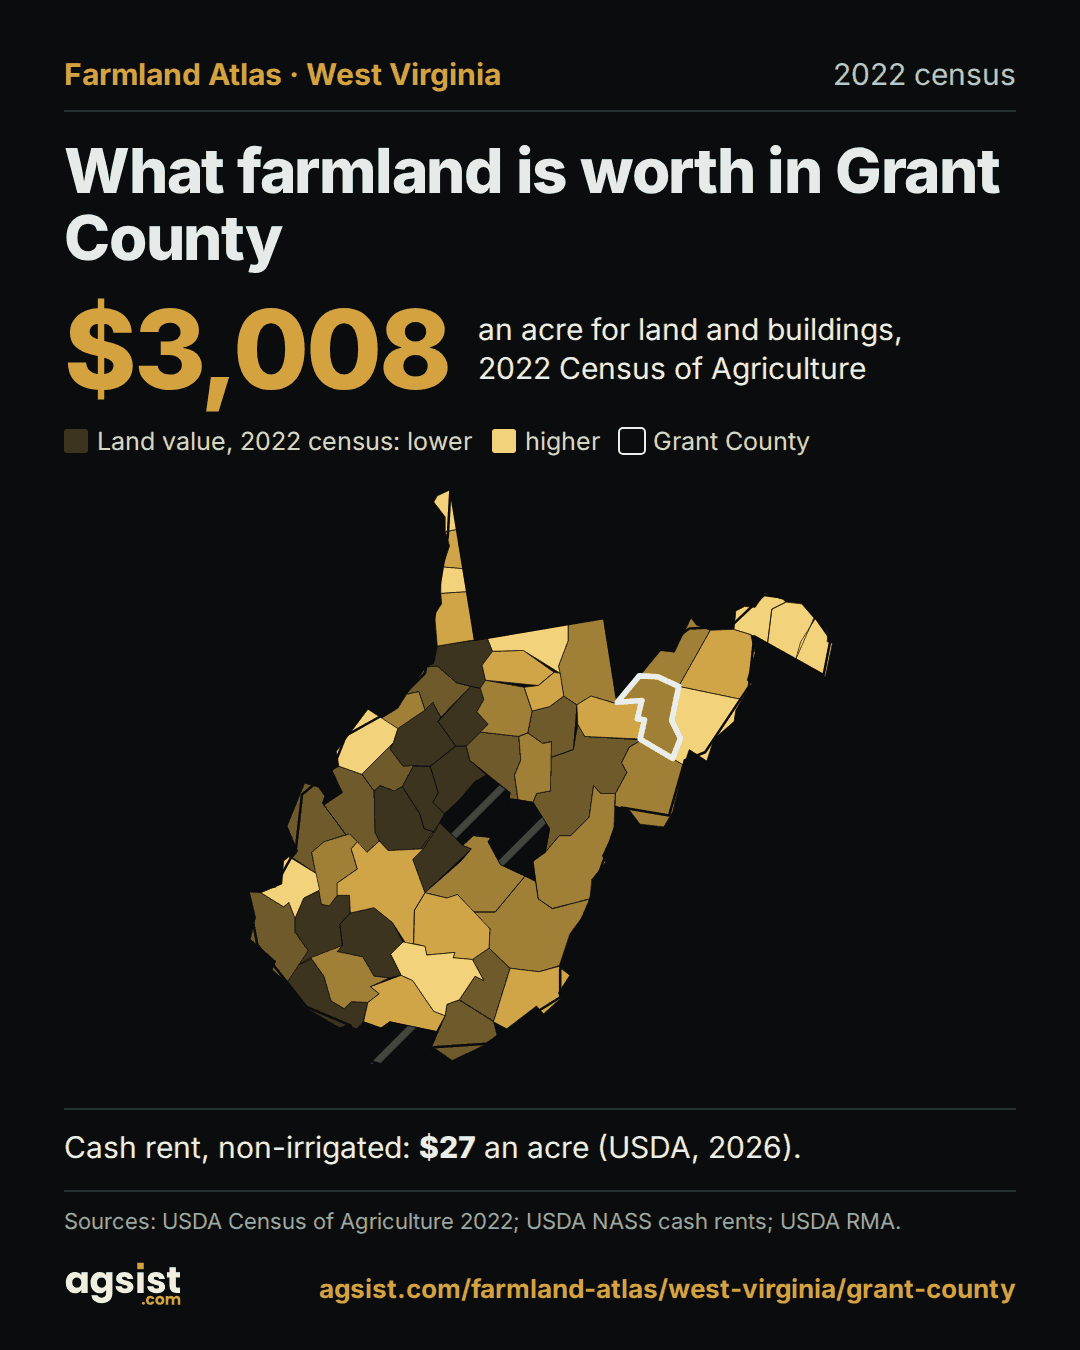 Farmland Atlas · West Virginia
2022 census
What farmland is worth in Grant
County
$3,008
an acre for land and buildings,
2022 Census of Agriculture
Land value, 2022 census: lower
higher
Grant County
Cash rent, non-irrigated: $27 an acre (USDA, 2026).
Sources: USDA Census of Agriculture 2022; USDA NASS cash rents; USDA RMA.
agsist
.com
agsist.com/farmland-atlas/west-virginia/grant-county